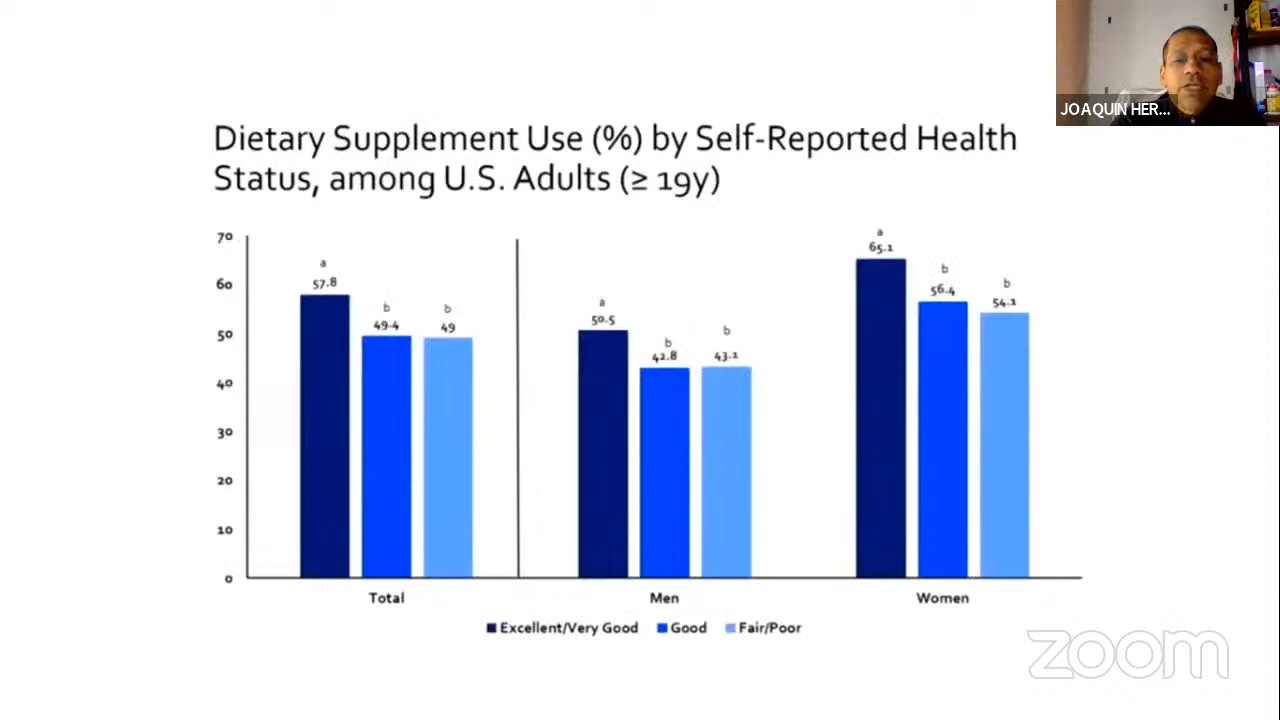 JOAQUIN HER...
Dietary Supplement Use (%) by Self-Reported Health
Status, among U.S. Adults (≥ 19y)
70
60
50
40
30
20
10
0
a
57.8
b
49.4
b
49
a
50.5
b
42.8
b
43.1
a
65.1
b
56.4
b
54.1
Total
Men
Women
Excellent/Very Good
Good
Fair/Poor
zoom